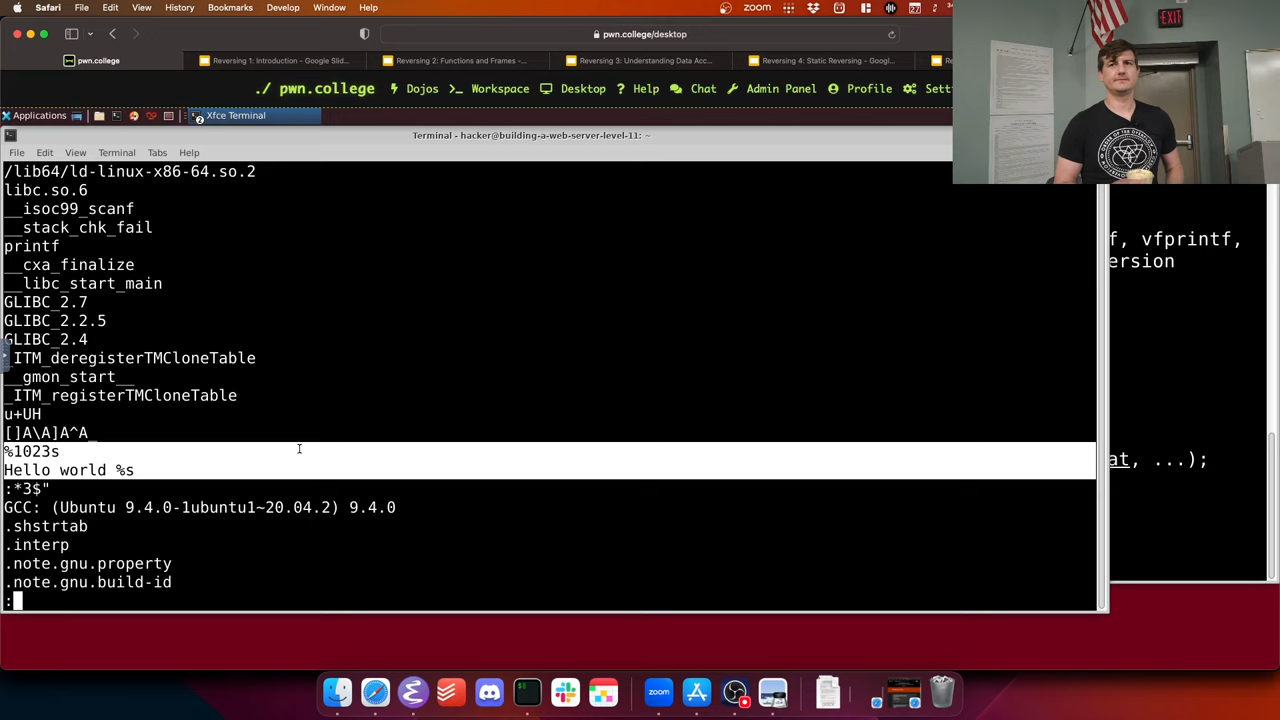 Safari File Edit View History Bookmarks Develop Window Help zoom 27
pwn.college/desktop
pwn.college Reversing 1: Introduction - Google Slid... Reversing 2: Functions and Frames -... Reversing 3: Understanding Data Acc... Reversing 4: Static Reversing - Googl...
./ pwn.college Dojos Workspace Desktop Help Chat Admin Panel Profile Setti
EXIT
Applications Xfce Terminal
Terminal - hacker@building-a-web-server-level-11: ~
File Edit View Terminal Tabs Help
/lib64/ld-linux-x86-64.so.2
libc.so.6
__isoc99_scanf
__stack_chk_fail
printf
f, vfprintf,
__cxa_finalize
ersion
__libc_start_main
GLIBC_2.7
GLIBC_2.2.5
GLIBC_2.4
_ITM_deregisterTMCloneTable
__gmon_start__
_ITM_registerTMCloneTable
u+UH
[]A\A]A^A_
%1023s
at, ...);
Hello world %s
:*3$"
GCC: (Ubuntu 9.4.0-1ubuntu1~20.04.2) 9.4.0
.shstrtab
.interp
.note.gnu.property
.note.gnu.build-id
:
zoom